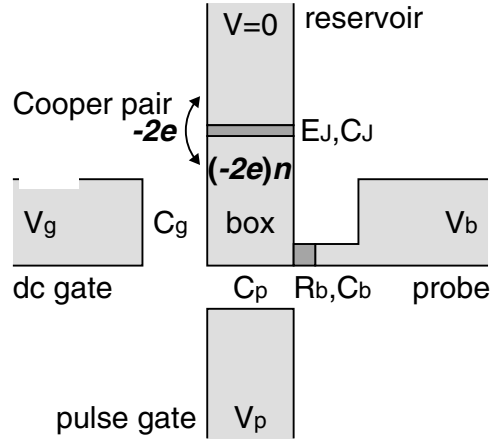 V=0
reservoir
Cooper pair
-2e
EJ,CJ
(-2e)n
Vg
Cg
box
Vb
dc gate
Cp
Rb,Cb
probe
pulse gate
Vp